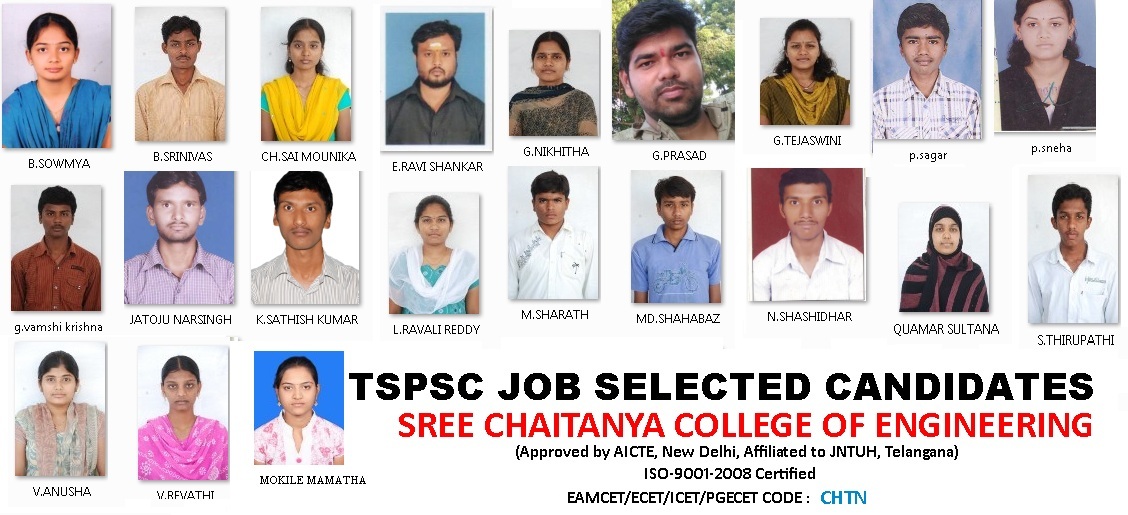 B.SOWMYA
B.SRINIVAS
CH.SAI MOUNIKA
E.RAVI SHANKAR
G.NIKHITHA
G.PRASAD
G.TEJASWINI
p.sagar
p.sneha
g.vamshi krishna
JATOJU NARSINGH
K.SATHISH KUMAR
L.RAVALI REDDY
M.SHARATH
MD.SHAHABAZ
N.SHASHIDHAR
QUAMAR SULTANA
S.THIRUPATHI
V.ANUSHA
V.REVATHI
MOKILE MAMATHA
TSPSC JOB SELECTED CANDIDATES
SREE CHAITANYA COLLEGE OF ENGINEERING
(Approved by AICTE, New Delhi, Affiliated to JNTUH, Telangana)
ISO-9001-2008 Certified
EAMCET/ECET/ICET/PGECET CODE : CHTN